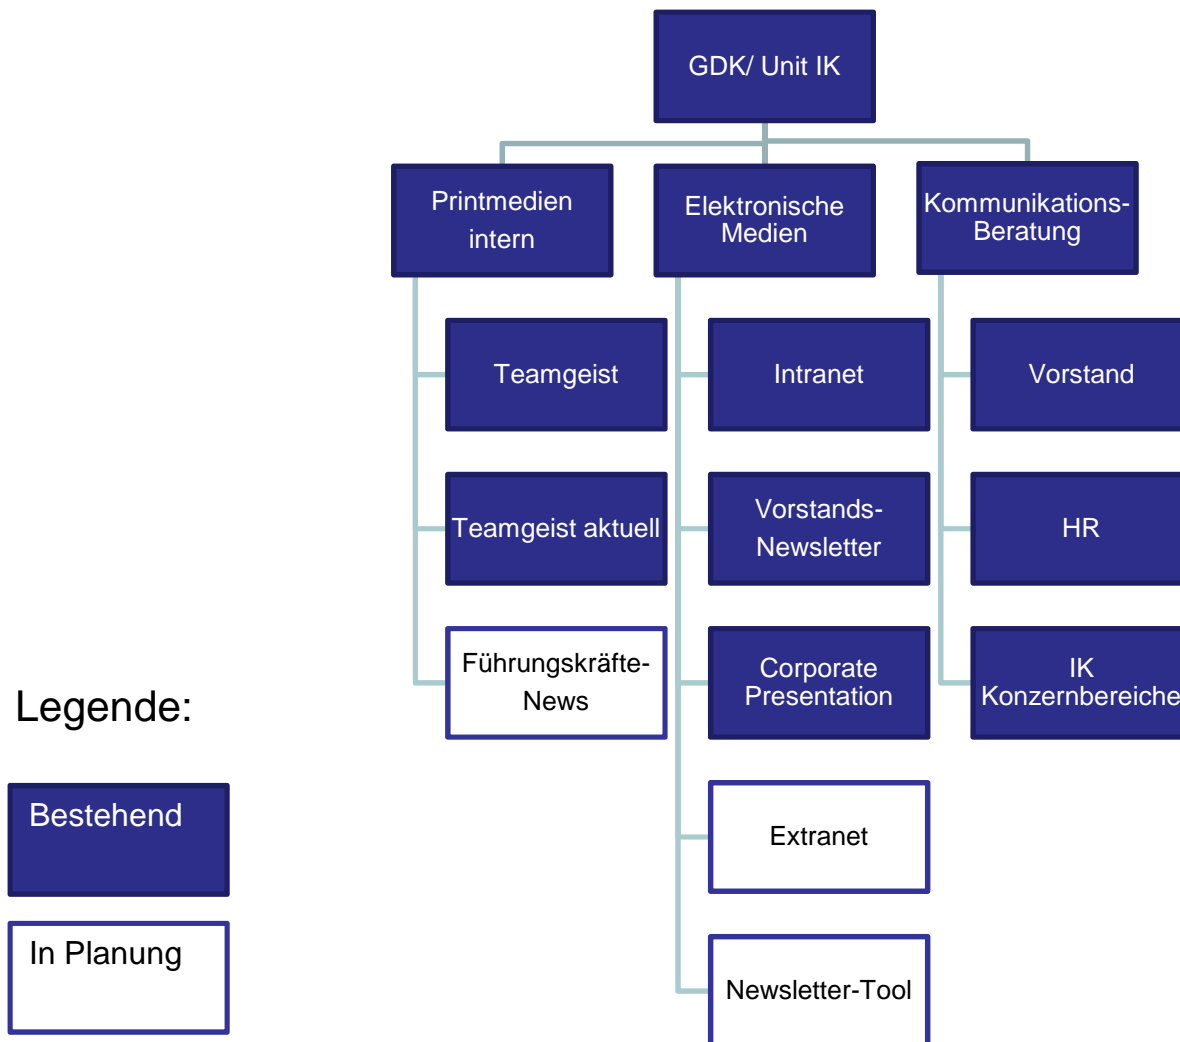 GDK/ Unit IK
Printmedien
intern
Elektronische
Medien
Kommunikations-
Beratung
Teamgeist
Intranet
Vorstand
Teamgeist aktuell
Vorstands-
Newsletter
HR
Führungskräfte-
News
Corporate
Presentation
IK
Konzernbereiche
Extranet
Newsletter-Tool
Legende:
Bestehend
In Planung